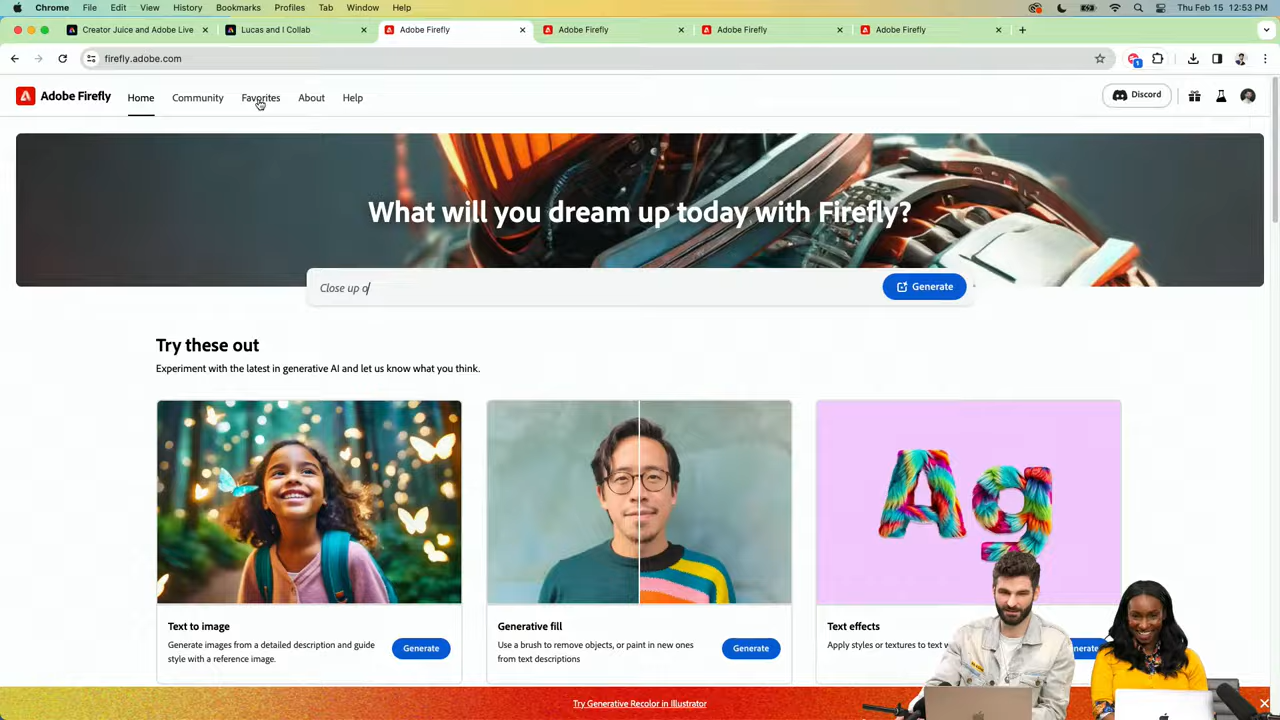 Chrome File Edit View History Bookmarks Profiles Tab Window Help Thu Feb 15 12:53 PM
Creator Juice and Adobe Live Lucas and I Collab Adobe Firefly Adobe Firefly Adobe Firefly Adobe Firefly
firefly.adobe.com
Adobe Firefly Home Community Favorites About Help Discord
What will you dream up today with Firefly?
Close up o Generate
Try these out
Experiment with the latest in generative AI and let us know what you think.
Ag
Text to image
Generate images from a detailed description and guide
style with a reference image.
Generate
Generative fill
Use a brush to remove objects, or paint in new ones
from text descriptions
Generate
Text effects
Apply styles or textures to text
Try Generative Recolor in Illustrator